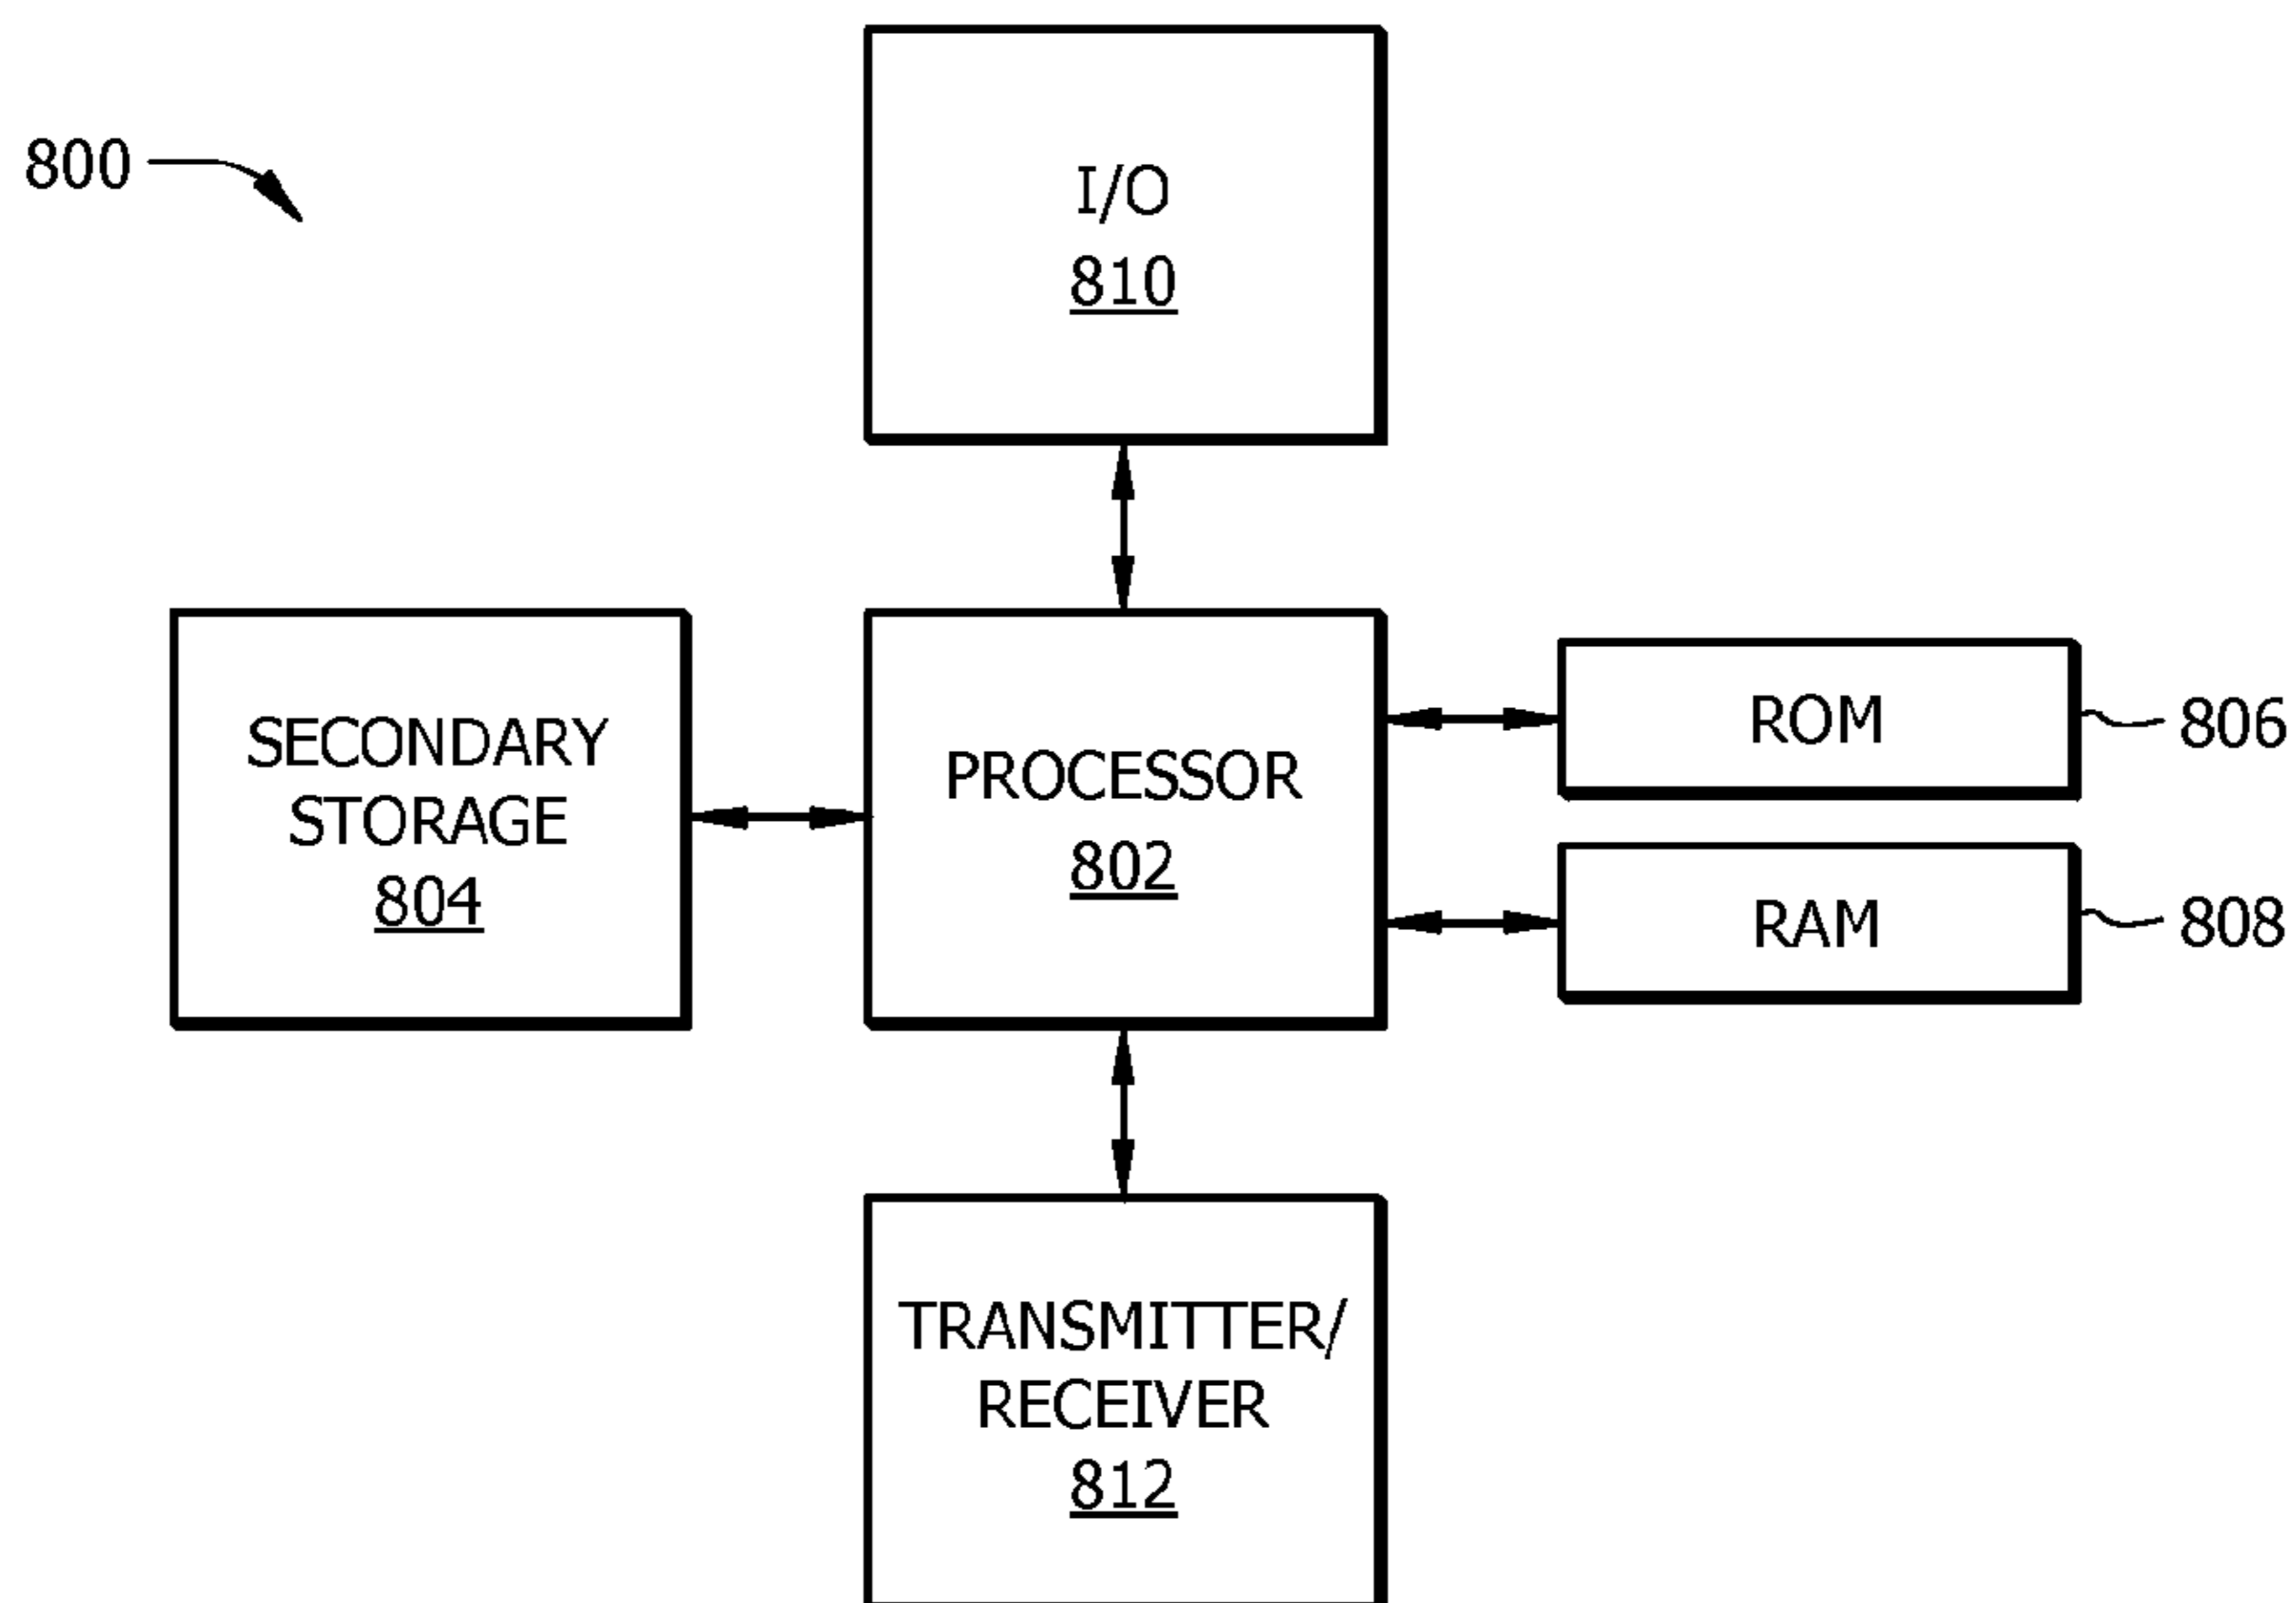 800
I/O
810
SECONDARY
STORAGE
804
PROCESSOR
802
ROM
806
RAM
808
TRANSMITTER/
RECEIVER
812